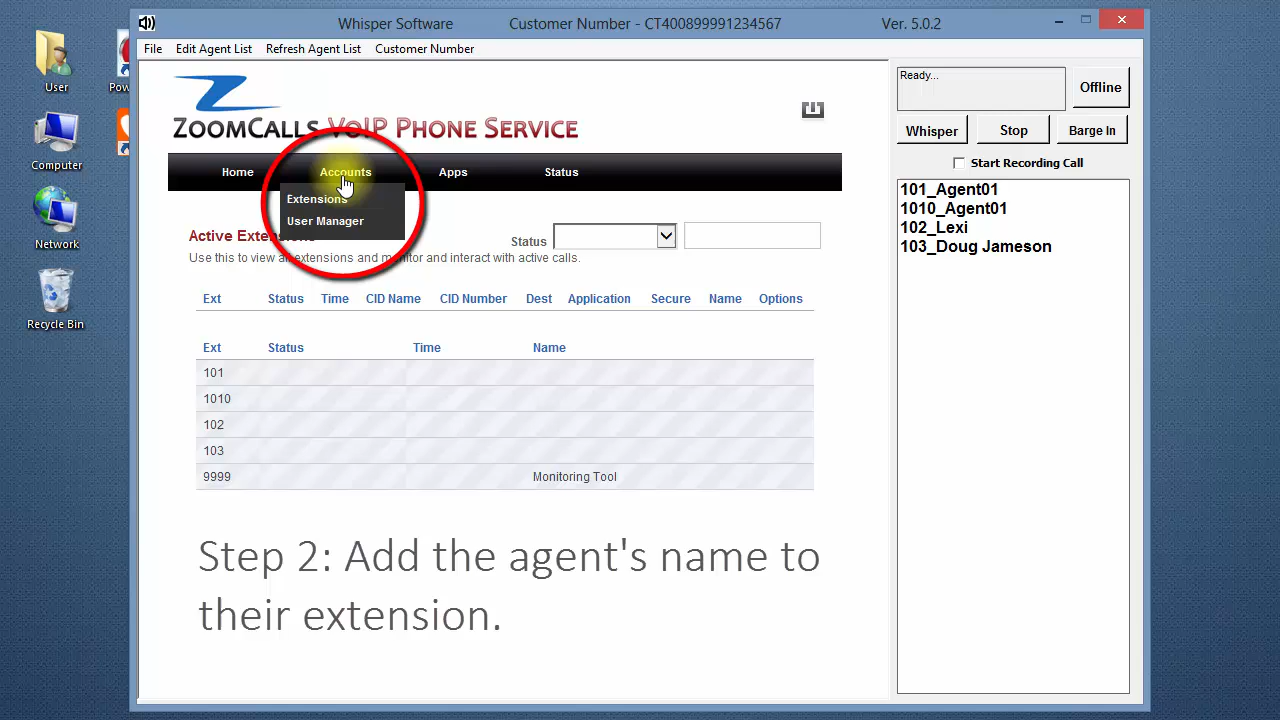 Whisper Software Customer Number - CT400899991234567 Ver. 5.0.2
File Edit Agent List Refresh Agent List Customer Number
User
Computer
Network
Recycle Bin
ZOOMCALLS VOIP PHONE SERVICE
Home Accounts Apps Status
Extensions
User Manager
Active Extensions
Status
Use this to view all extensions and monitor and interact with active calls.
Ext Status Time CID Name CID Number Dest Application Secure Name Options
Ext Status Time Name
101
1010
102
103
9999 Monitoring Tool
Step 2: Add the agent's name to
their extension.
Ready...
Offline
Whisper Stop Barge In
Start Recording Call
101_Agent01
1010_Agent01
102_Lexi
103_Doug Jameson